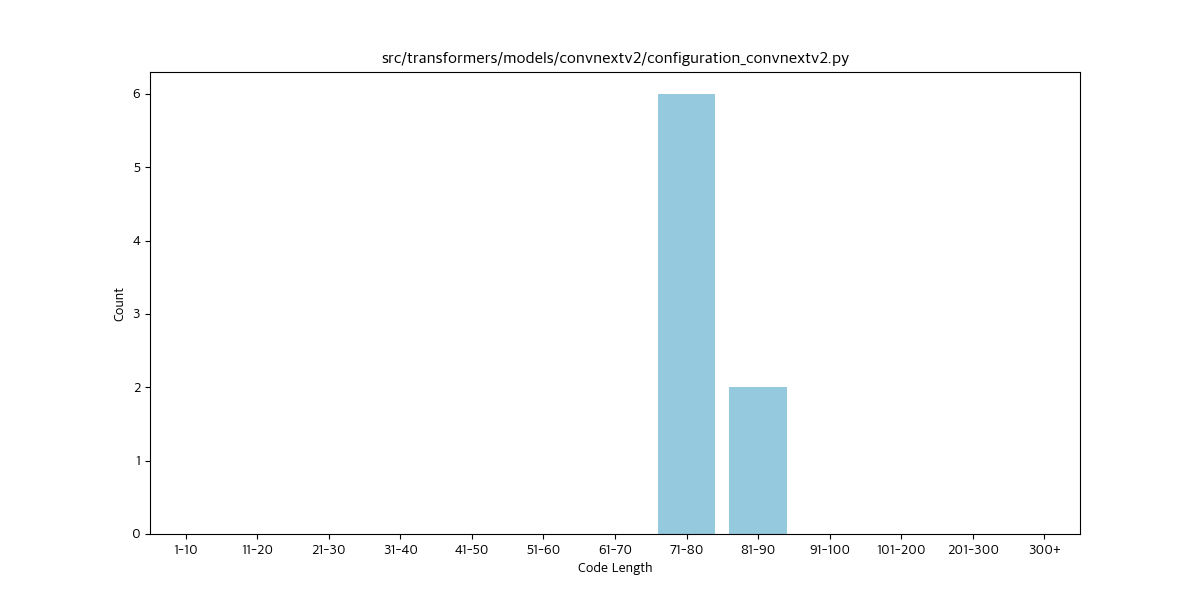 src/transformers/models/convnextv2/configuration_convnextv2.py
6
5
4
3
2
1
0
Count
1-10 11-20 21-30 31-40 41-50 51-60 61-70 71-80 81-90 91-100 101-200 201-300 300+
Code Length